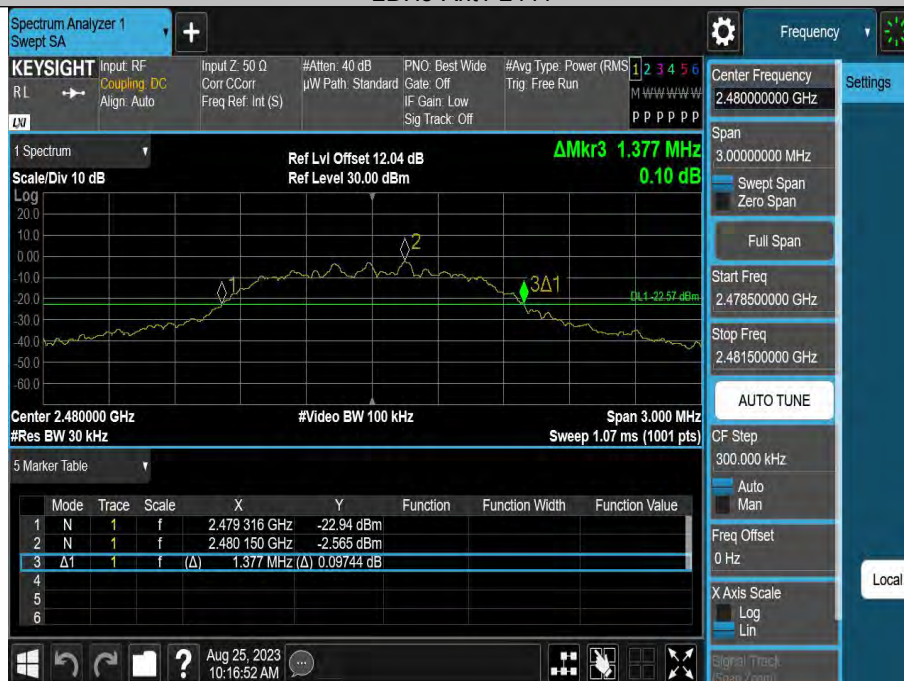 Spectrum Analyzer 1
Swept SA
+
Frequency
KEYSIGHT
RL
LXI
Input: RF
Coupling: DC
Align: Auto
Input Z: 50 Ω
Corr CCorr
Freq Ref: Int (S)
#Atten: 40 dB
µW Path: Standard
PNO: Best Wide
Gate: Off
IF Gain: Low
Sig Track: Off
#Avg Type: Power (RMS
Trig: Free Run
1 2 3 4 5 6
M W W W W W
P P P P P P
Center Frequency
2.480000000 GHz
Settings
Span
3.00000000 MHz
Swept Span
Zero Span
Full Span
Start Freq
2.478500000 GHz
Stop Freq
2.481500000 GHz
AUTO TUNE
CF Step
300.000 kHz
Auto
Man
Freq Offset
0 Hz
X Axis Scale
Log
Lin
Signal Track
(Span Zoom)
Local
1 Spectrum
Scale/Div 10 dB
Ref Lvl Offset 12.04 dB
Ref Level 30.00 dBm
ΔMkr3 1.377 MHz
0.10 dB
Log
20.0
10.0
0.00
-10.0
-20.0
-30.0
-40.0
-50.0
-60.0
1
2
3Δ1
DL1 -22.57 dBm
Center 2.480000 GHz
#Res BW 30 kHz
#Video BW 100 kHz
Span 3.000 MHz
Sweep 1.07 ms (1001 pts)
5 Marker Table
Mode Trace Scale X Y Function Function Width Function Value
1 N 1 f 2.479 316 GHz -22.94 dBm
2 N 1 f 2.480 150 GHz -2.565 dBm
3 Δ1 1 f (Δ) 1.377 MHz (Δ) 0.09744 dB
4
5
6
?
Aug 25, 2023
10:16:52 AM